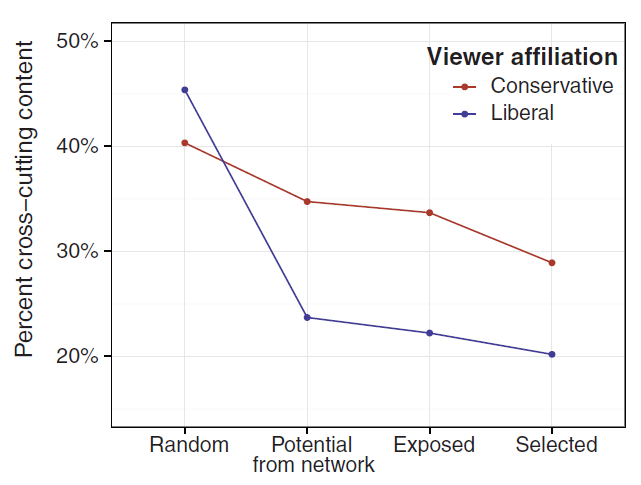 Percent cross−cutting content
50%
40%
30%
20%
Viewer affiliation
Conservative
Liberal
Random
Potential
from network
Exposed
Selected